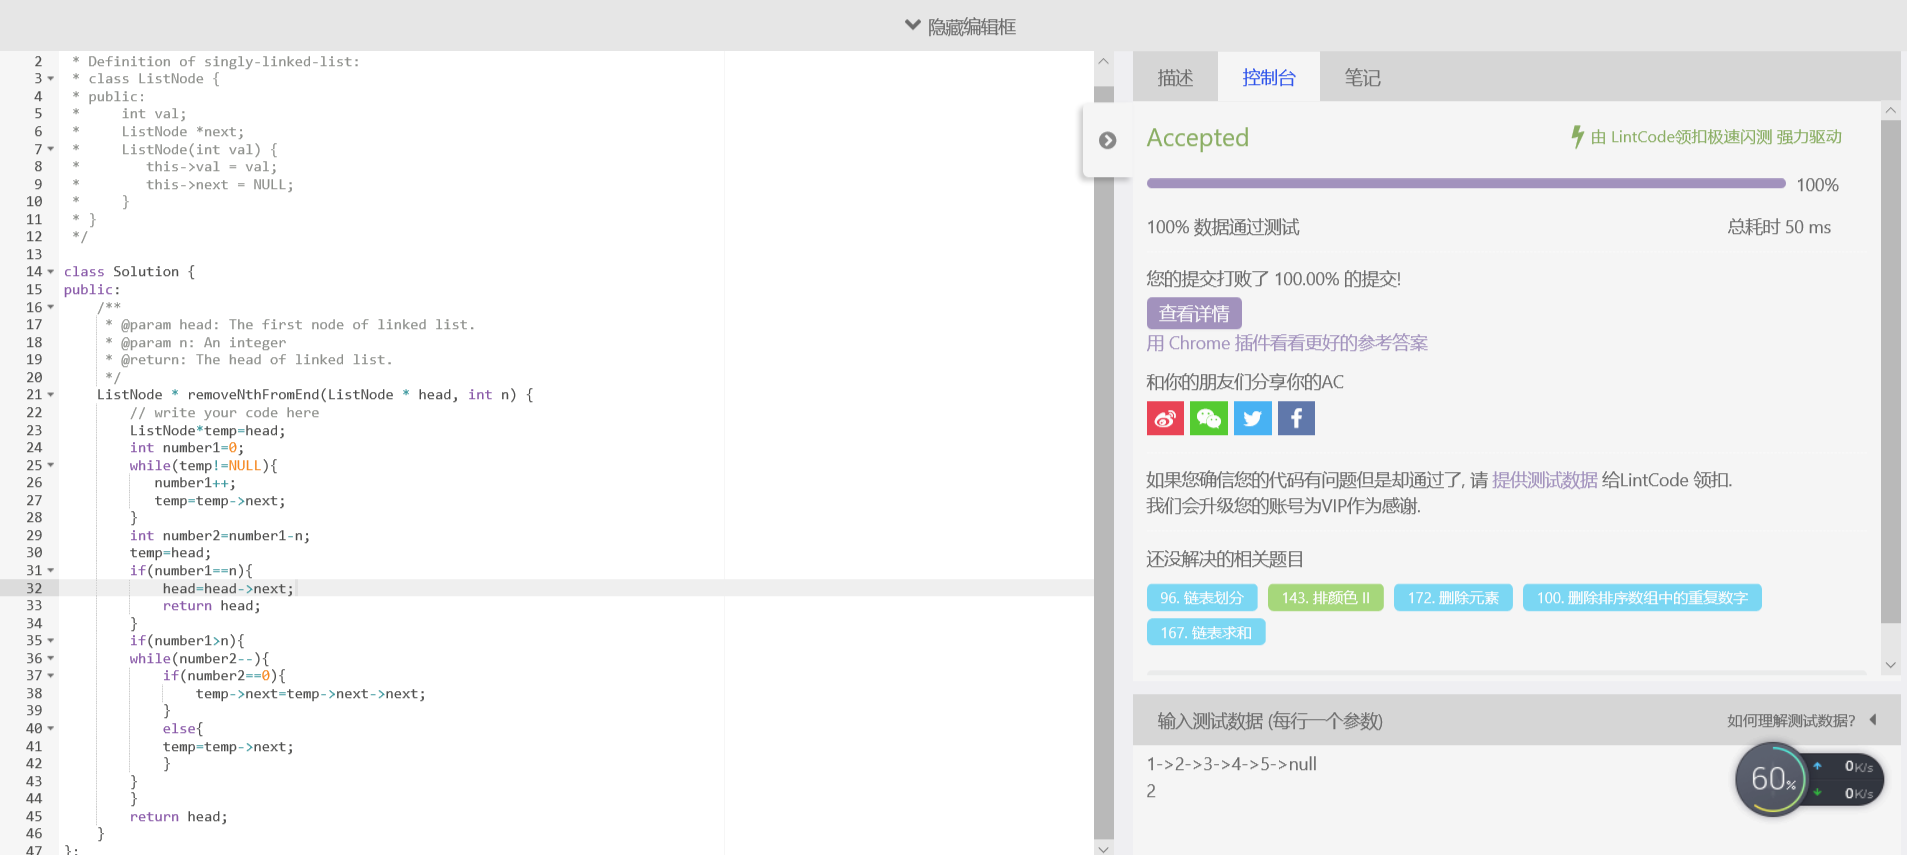 隐藏编辑框
2 * Definition of singly-linked-list:
3 * class ListNode {
4 * public:
5 *     int val;
6 *     ListNode *next;
7 *     ListNode(int val) {
8 *        this->val = val;
9 *        this->next = NULL;
10 *     }
11 * }
12 */
13
14 class Solution {
15 public:
16     /**
17      * @param head: The first node of linked list.
18      * @param n: An integer
19      * @return: The head of linked list.
20      */
21     ListNode * removeNthFromEnd(ListNode * head, int n) {
22         // write your code here
23         ListNode*temp=head;
24         int number1=0;
25         while(temp!=NULL){
26            number1++;
27            temp=temp->next;
28         }
29         int number2=number1-n;
30         temp=head;
31         if(number1==n){
32             head=head->next;
33             return head;
34         }
35         if(number1>n){
36         while(number2--){
37             if(number2==0){
38                 temp->next=temp->next->next;
39             }
40             else{
41             temp=temp->next;
42             }
43         }
44         }
45         return head;
46     }
47 };
描述 控制台 笔记
Accepted 由 LintCode领扣极速闪测 强力驱动
100%
100% 数据通过测试 总耗时 50 ms
您的提交打败了 100.00% 的提交!
查看详情
用 Chrome 插件看看更好的参考答案
和你的朋友们分享你的AC
如果您确信您的代码有问题但是却通过了, 请 提供测试数据 给LintCode 领扣.
我们会升级您的账号为VIP作为感谢.
还没解决的相关题目
96. 链表划分 143. 排颜色 II 172. 删除元素 100. 删除排序数组中的重复数字
167. 链表求和
输入测试数据 (每行一个参数) 如何理解测试数据?
1->2->3->4->5->null
2
60%
0K/s
0K/s